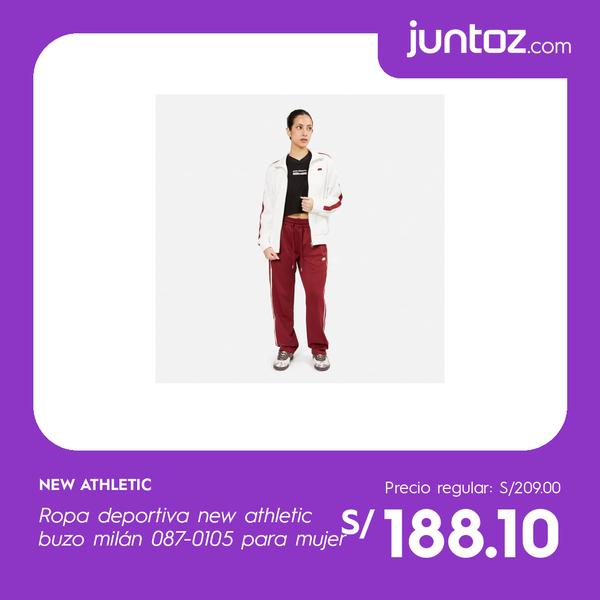 juntoz.com
NEW ATHLETIC
Precio regular: S/209.00
Ropa deportiva new athletic
buzo milán 087-0105 para mujer
S/ 188.10